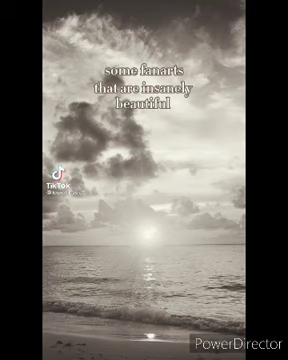 some fanarts
that are insanely
beautiful
TikTok
PowerDirector